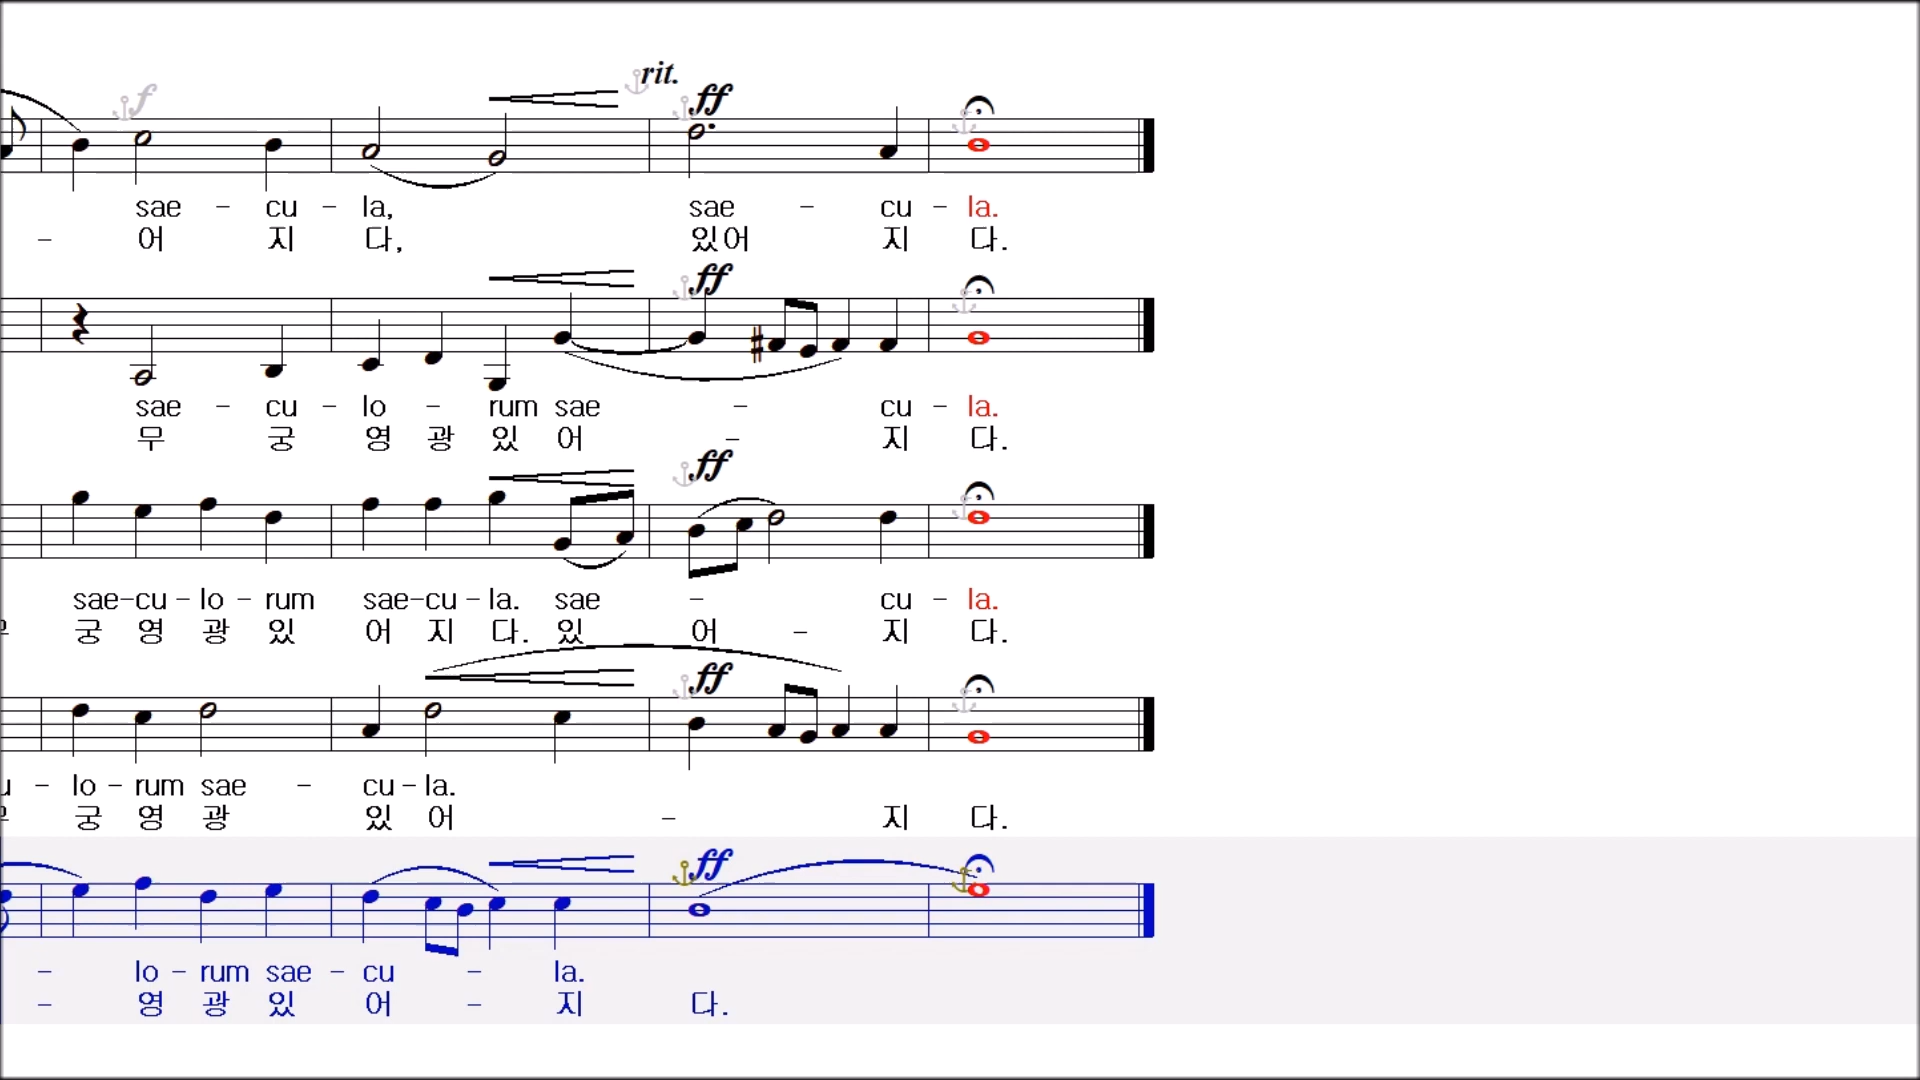 rit.
f
ff
sae - cu - la, sae - cu - la.
- 어 지 다, 있어 지 다.
ff
sae - cu - lo - rum sae - cu - la.
무 궁 영 광 있 어 - 지 다.
ff
sae-cu-lo-rum sae-cu-la. sae - cu - la.
궁 영 광 있 어 지 다. 있 어 - 지 다.
ff
- lo-rum sae - cu-la.
궁 영 광 있 어 - 지 다.
ff
- lo-rum sae - cu - la.
- 영 광 있 어 - 지 다.